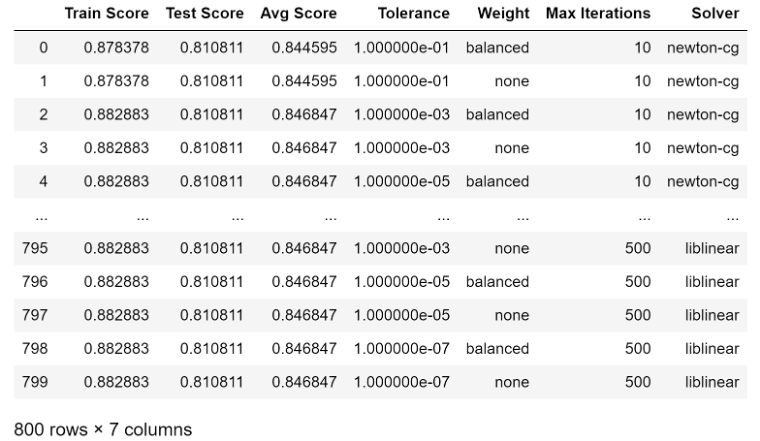 Train Score Test Score Avg Score Tolerance Weight Max Iterations Solver
0 0.878378 0.810811 0.844595 1.000000e-01 balanced 10 newton-cg
1 0.878378 0.810811 0.844595 1.000000e-01 none 10 newton-cg
2 0.882883 0.810811 0.846847 1.000000e-03 balanced 10 newton-cg
3 0.882883 0.810811 0.846847 1.000000e-03 none 10 newton-cg
4 0.882883 0.810811 0.846847 1.000000e-05 balanced 10 newton-cg
... ... ... ... ... ... ... ...
795 0.882883 0.810811 0.846847 1.000000e-03 none 500 liblinear
796 0.882883 0.810811 0.846847 1.000000e-05 balanced 500 liblinear
797 0.882883 0.810811 0.846847 1.000000e-05 none 500 liblinear
798 0.882883 0.810811 0.846847 1.000000e-07 balanced 500 liblinear
799 0.882883 0.810811 0.846847 1.000000e-07 none 500 liblinear
800 rows × 7 columns